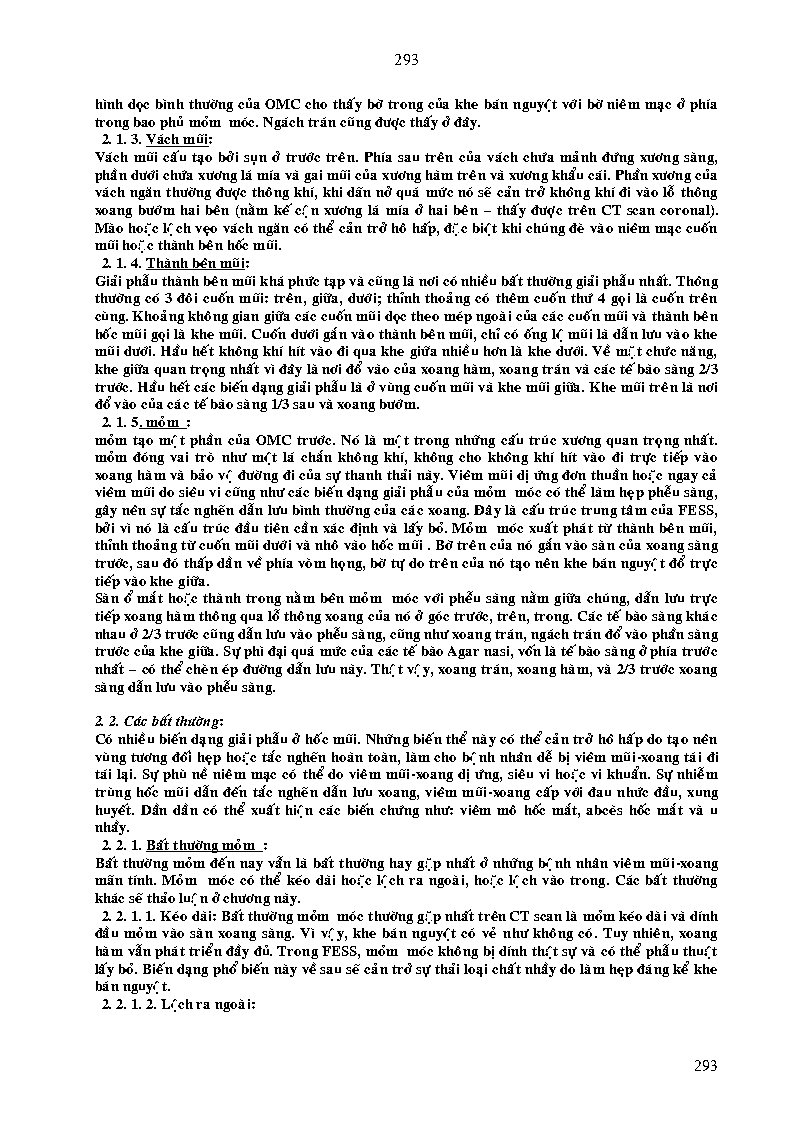 293
hình dọc bình thường của OMC cho thấy bờ trong của khe bán nguyệt với bờ niêm mạc ở phía
trong bao phủ mỏm móc. Ngách trán cũng được thấy ở đây.
2. 1. 3. Vách mũi:
Vách mũi cấu tạo bởi sụn ở trước trên. Phía sau trên của vách chứa mảnh đứng xương sàng,
phần dưới chứa xương lá mía và gai mũi của xương hàm trên và xương khẩu cái. Phần xương của
vách ngăn thường được thông khí, khi dãn nở quá mức nó sẽ cản trở không khí đi vào lỗ thông
xoang bướm hai bên (nằm kế cận xương lá mía ở hai bên – thấy được trên CT scan coronal).
Mào hoặc lệch vẹo vách ngăn có thể cản trở hô hấp, đặc biệt khi chúng đè vào niêm mạc cuốn
mũi hoặc thành bên hốc mũi.
2. 1. 4. Thành bên mũi:
Giải phẫu thành bên mũi khá phức tạp và cũng là nơi có nhiều bất thường giải phẫu nhất. Thông
thường có 3 đôi cuốn mũi: trên, giữa, dưới; thỉnh thoảng có thêm cuốn thứ 4 gọi là cuốn trên
cùng. Khoảng không gian giữa các cuốn mũi dọc theo mép ngoài của các cuốn mũi và thành bên
hốc mũi gọi là khe mũi. Cuốn dưới gắn vào thành bên mũi, chỉ có ống lệ mũi là dẫn lưu vào khe
mũi dưới. Hầu hết không khí hít vào đi qua khe giữa nhiều hơn là khe dưới. Về mặt chức năng,
khe giữa quan trọng nhất vì đây là nơi đổ vào của xoang hàm, xoang trán và các tế bào sàng 2/3
trước. Hầu hết các biến dạng giải phẫu là ở vùng cuốn mũi và khe mũi giữa. Khe mũi trên là nơi
đổ vào của các tế bào sàng 1/3 sau và xoang bướm.
2. 1. 5. mỏm :
mỏm tạo một phần của OMC trước. Nó là một trong những cấu trúc xương quan trọng nhất.
mỏm đóng vai trò như một lá chắn không khí, không cho không khí hít vào đi trực tiếp vào
xoang hàm và bảo vệ đường đi của sự thanh thải này. Viêm mũi dị ứng đơn thuần hoặc ngay cả
viêm mũi do siêu vi cũng như các biến dạng giải phẫu của mỏm móc có thể làm hẹp phễu sàng,
gây nên sự tắc nghẽn dẫn lưu bình thường của các xoang. Đây là cấu trúc trung tâm của FESS,
bởi vì nó là cấu trúc đầu tiên cần xác định và lấy bỏ. Mỏm móc xuất phát từ thành bên mũi,
thỉnh thoảng từ cuốn mũi dưới và nhô vào hốc mũi . Bờ trên của nó gắn vào sàn của xoang sàng
trước, sau đó thấp dần về phía vòm họng, bờ tự do trên của nó tạo nên khe bán nguyệt đổ trực
tiếp vào khe giữa.
Sàn ổ mắt hoặc thành trong nằm bên mỏm móc với phễu sàng nằm giữa chúng, dẫn lưu trực
tiếp xoang hàm thông qua lỗ thông xoang của nó ở góc trước, trên, trong. Các tế bào sàng khác
nhau ở 2/3 trước cũng dẫn lưu vào phễu sàng, cũng như xoang trán, ngách trán đổ vào phần sàng
trước của khe giữa. Sự phì đại quá mức của các tế bào Agar nasi, vốn là tế bào sàng ở phía trước
nhất – có thể chèn ép đường dẫn lưu này. Thật vậy, xoang trán, xoang hàm, và 2/3 trước xoang
sàng dẫn lưu vào phễu sàng.
2. 2. Các bất thường:
Có nhiều biến dạng giải phẫu ở hốc mũi. Những biến thể này có thể cản trở hô hấp do tạo nên
vùng tương đối hẹp hoặc tắc nghẽn hoàn toàn, làm cho bệnh nhân dễ bị viêm mũi-xoang tái đi
tái lại. Sự phù nề niêm mạc có thể do viêm mũi-xoang dị ứng, siêu vi hoặc vi khuẩn. Sự nhiễm
trùng hốc mũi dẫn đến tắc nghẽn dẫn lưu xoang, viêm mũi-xoang cấp với đau nhức đầu, xung
huyết. Dần dần có thể xuất hiện các biến chứng như: viêm mô hốc mắt, abcès hốc mắt và u
nhầy.
2. 2. 1. Bất thường mỏm :
Bất thường mỏm đến nay vẫn là bất thường hay gặp nhất ở những bệnh nhân viêm mũi-xoang
mãn tính. Mỏm móc có thể kéo dài hoặc lệch ra ngoài, hoặc lệch vào trong. Các bất thường
khác sẽ thảo luận ở chương này.
2. 2. 1. 1. Kéo dài: Bất thường mỏm móc thường gặp nhất trên CT scan là mỏm kéo dài và dính
đầu mỏm vào sàn xoang sàng. Vì vậy, khe bán nguyệt có vẻ như không có. Tuy nhiên, xoang
hàm vẫn phát triển đầy đủ. Trong FESS, mỏm móc không bị dính thật sự và có thể phẫu thuật
lấy bỏ. Biến dạng phổ biến này về sau sẽ cản trở sự thải loại chất nhầy do làm hẹp đáng kể khe
bán nguyệt.
2. 2. 1. 2. Lệch ra ngoài:
293